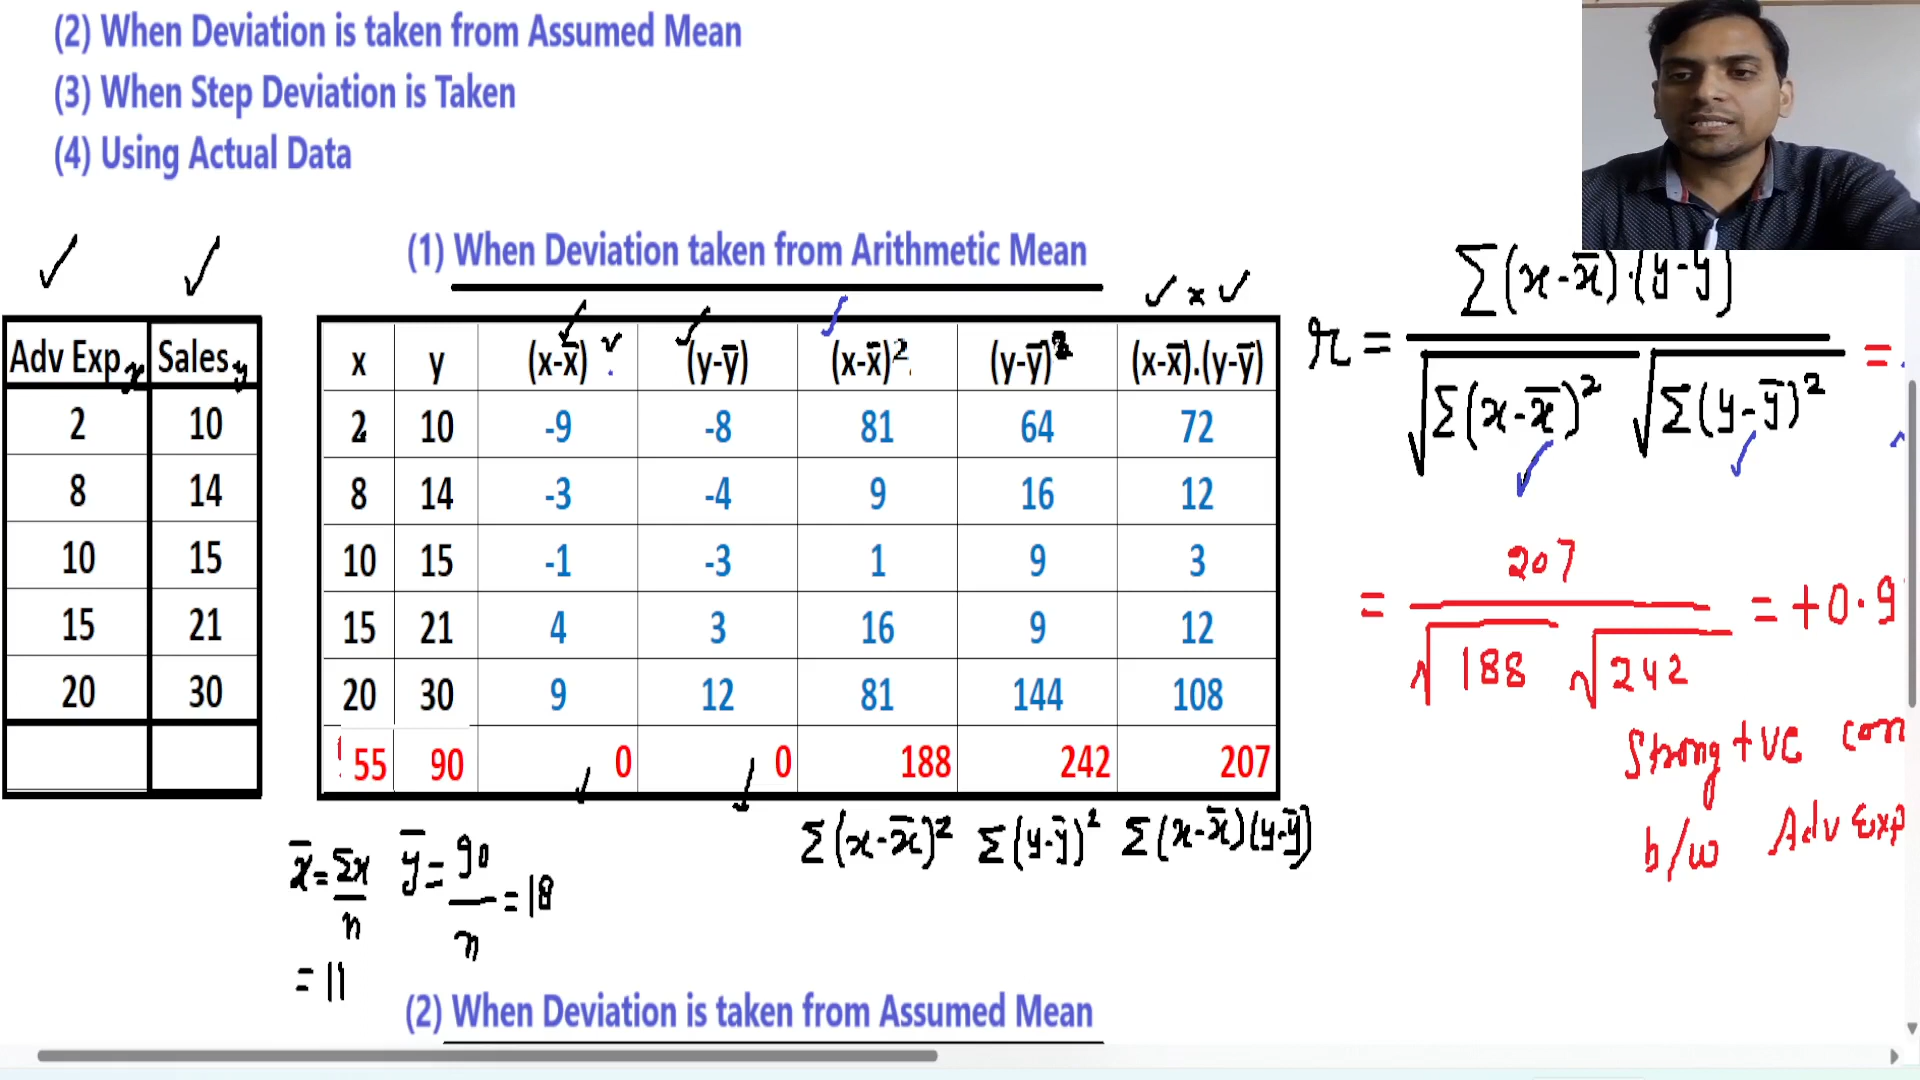 (2) When Deviation is taken from Assumed Mean
(3) When Step Deviation is Taken
(4) Using Actual Data
(1) When Deviation taken from Arithmetic Mean
✓ ✓
✓ × ✓
Adv Exp x Sales y
2 10
8 14
10 15
15 21
20 30
x y (x-x̄) (y-ȳ) (x-x̄)² (y-ȳ)² (x-x̄).(y-ȳ)
2 10 -9 -8 81 64 72
8 14 -3 -4 9 16 12
10 15 -1 -3 1 9 3
15 21 4 3 16 9 12
20 30 9 12 81 144 108
55 90 0 0 188 242 207
Σ(x-x̄)² Σ(y-ȳ)² Σ(x-x̄)(y-ȳ)
x̄ = Σx/n
= 11
ȳ = 90/n = 18
r = Σ(x-x̄)·(y-y) / √Σ(x-x̄)² √Σ(y-ȳ)² =
= 207 / √188 √242 = +0.9
Strong +ve
b/w Adv Exp
(2) When Deviation is taken from Assumed Mean